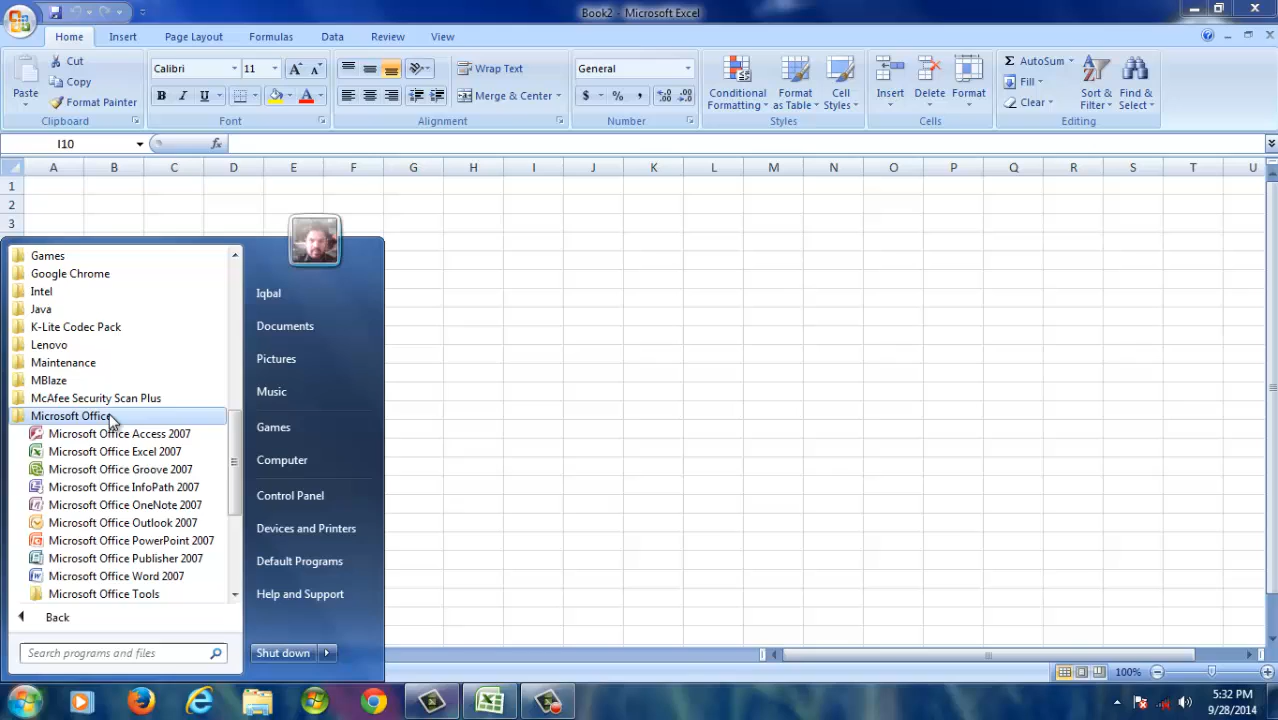 Book2 - Microsoft Excel
Home Insert Page Layout Formulas Data Review View
Cut
Copy
Format Painter
Paste
Clipboard
Calibri 11
B I U
Font
Wrap Text
Merge & Center
Alignment
General
$ % ,
Number
Conditional Formatting
Format as Table
Cell Styles
Styles
Insert
Delete
Format
Cells
Σ AutoSum
Fill
Clear
Sort & Filter
Find & Select
Editing
I10
fx
A B C D E F G H I J K L M N O P Q R S T U
1
2
3
Games
Google Chrome
Intel
Java
K-Lite Codec Pack
Lenovo
Maintenance
MBlaze
McAfee Security Scan Plus
Microsoft Office
Microsoft Office Access 2007
Microsoft Office Excel 2007
Microsoft Office Groove 2007
Microsoft Office InfoPath 2007
Microsoft Office OneNote 2007
Microsoft Office Outlook 2007
Microsoft Office PowerPoint 2007
Microsoft Office Publisher 2007
Microsoft Office Word 2007
Microsoft Office Tools
Back
Search programs and files
Iqbal
Documents
Pictures
Music
Games
Computer
Control Panel
Devices and Printers
Default Programs
Help and Support
Shut down
100%
5:32 PM
9/28/2014